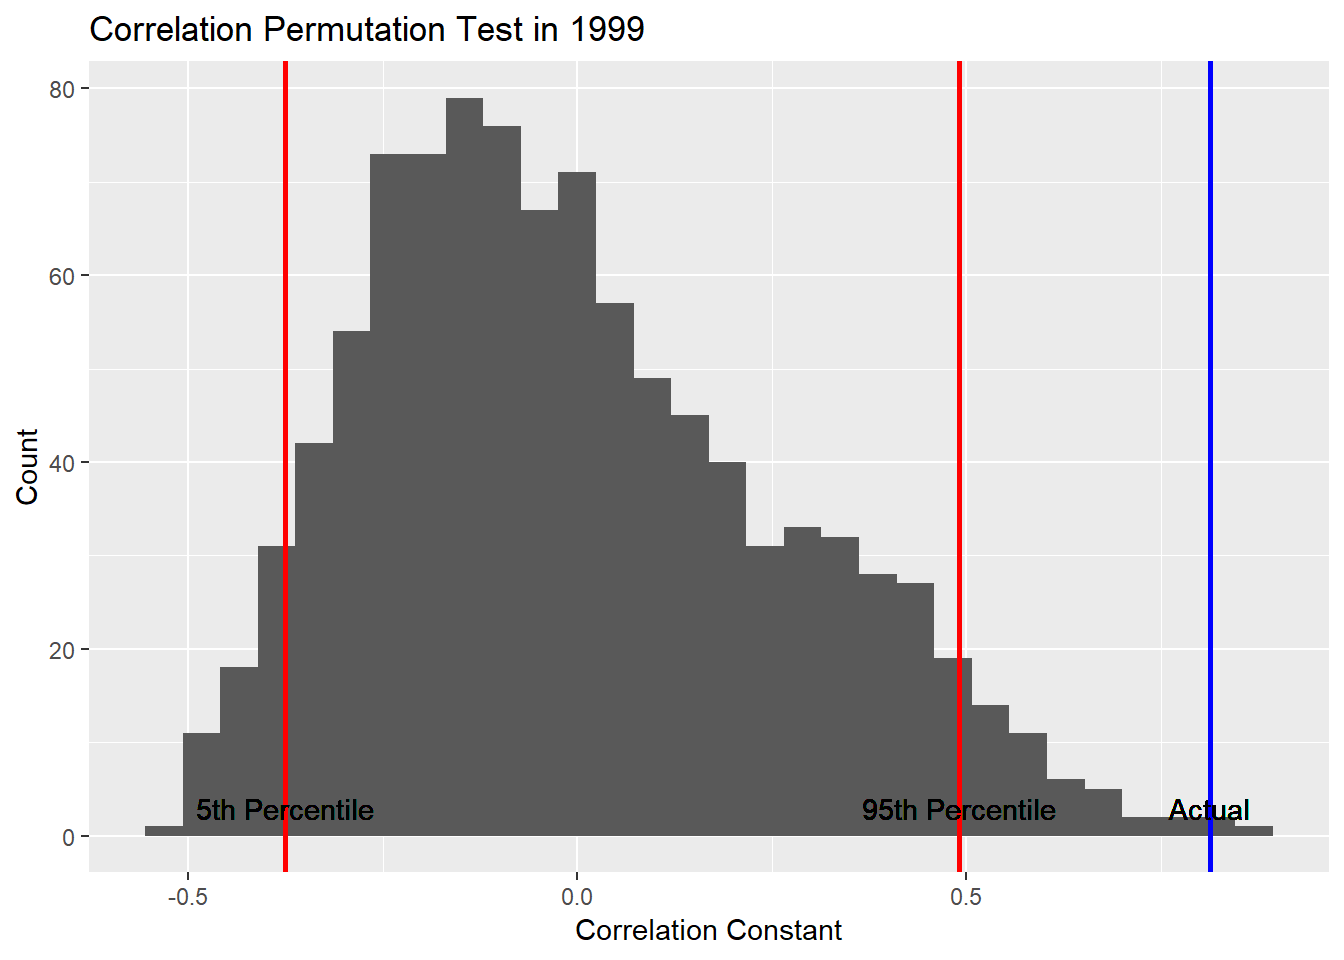 Correlation Permutation Test in 1999
80
60
40
20
0
Count
5th Percentile
95th Percentile
Actual
-0.5
0.0
0.5
Correlation Constant